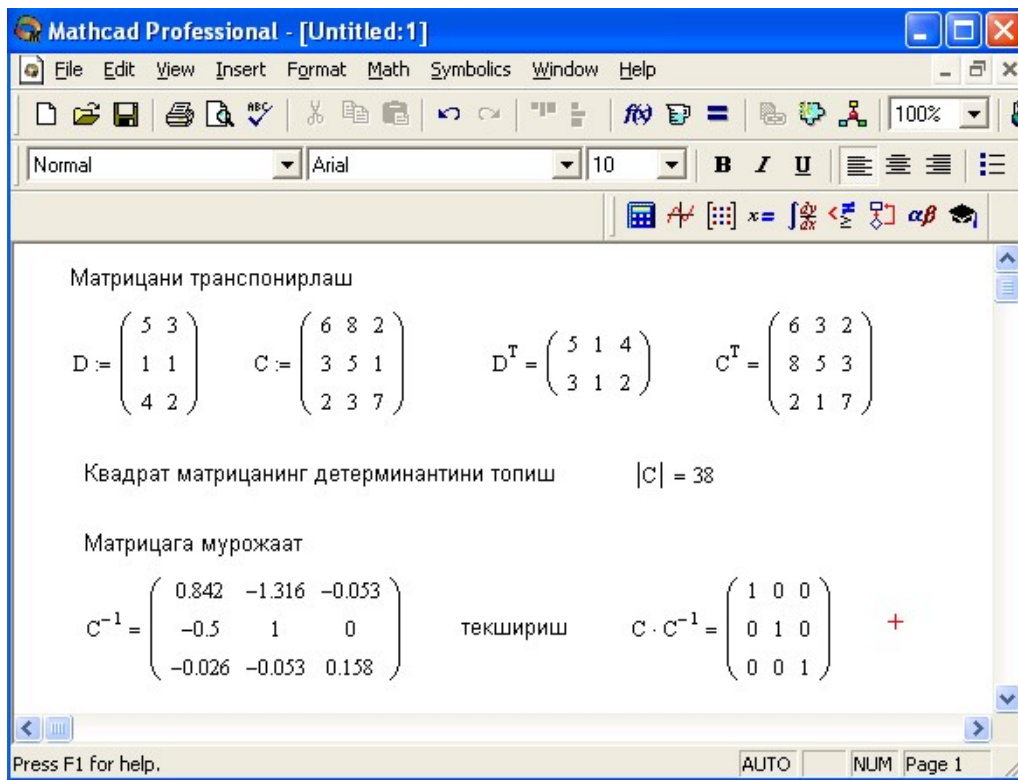 Mathcad Professional - [Untitled:1]
File Edit View Insert Format Math Symbolics Window Help
100%
Normal Arial 10 B I U
Матрицани транспонирлаш
D := ( 5 3 ; 1 1 ; 4 2 ) C := ( 6 8 2 ; 3 5 1 ; 2 3 7 ) D^T = ( 5 1 4 ; 3 1 2 ) C^T = ( 6 3 2 ; 8 5 3 ; 2 1 7 )
Квадрат матрицанинг детерминантини топиш |C| = 38
Матрицага мурожаат
C^-1 = ( 0.842 -1.316 -0.053 ; -0.5 1 0 ; -0.026 -0.053 0.158 ) текшириш C · C^-1 = ( 1 0 0 ; 0 1 0 ; 0 0 1 )
Press F1 for help. AUTO NUM Page 1